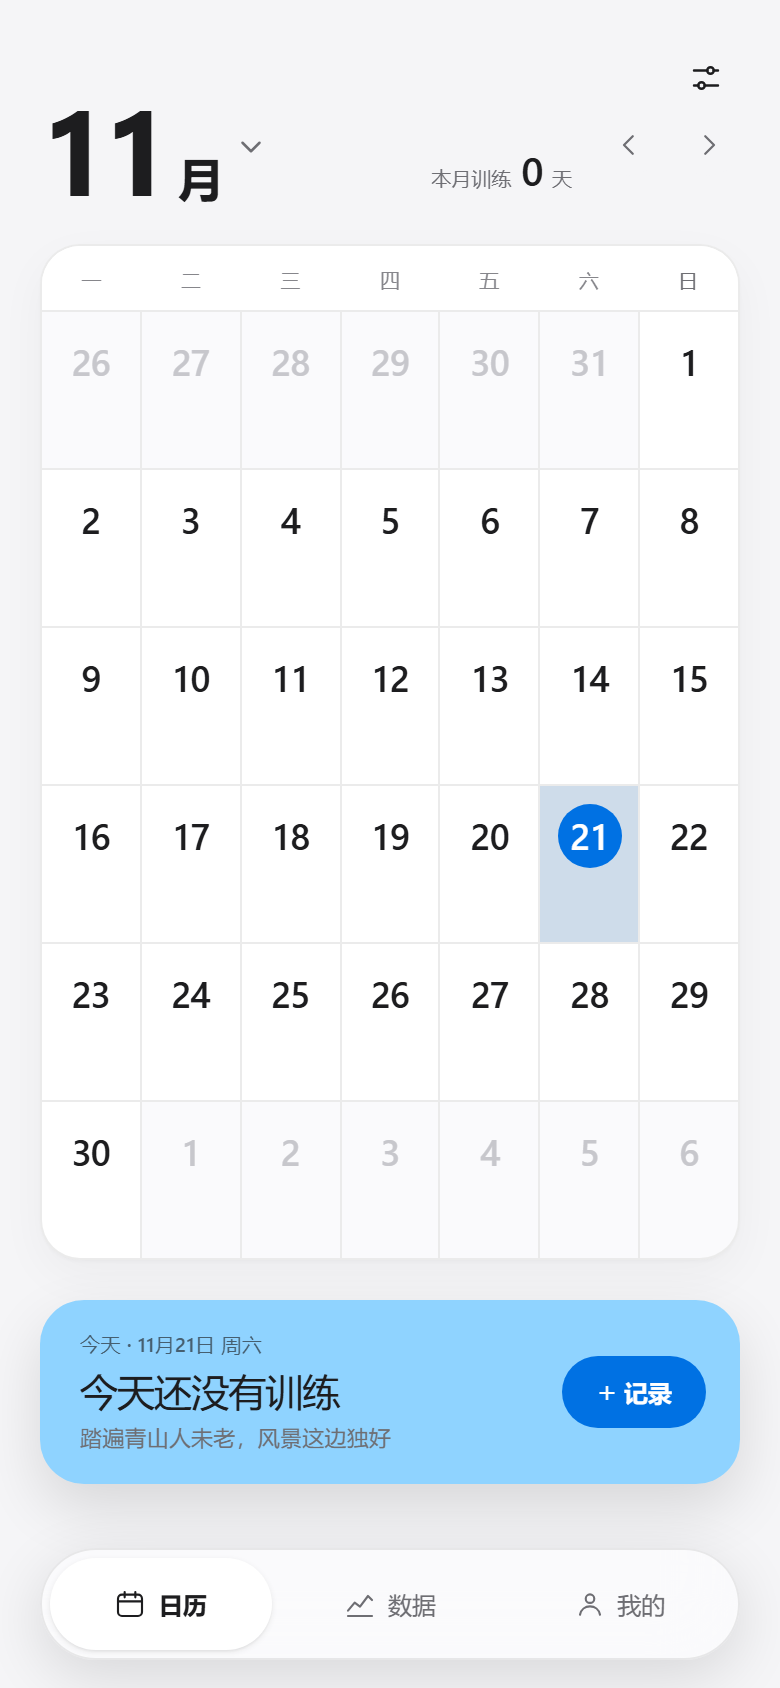 11 月
本月训练 0 天
一 二 三 四 五 六 日
26 27 28 29 30 31 1
2 3 4 5 6 7 8
9 10 11 12 13 14 15
16 17 18 19 20 21 22
23 24 25 26 27 28 29
30 1 2 3 4 5 6
今天 · 11月21日 周六
今天还没有训练
踏遍青山人未老，风景这边独好
+ 记录
日历 数据 我的